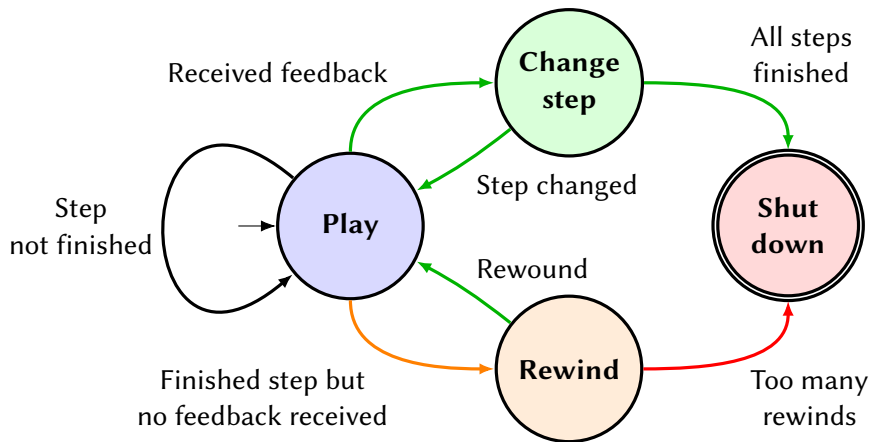 Received feedback
Change
step
All steps
finished
Step changed
Step
not finished
Play
Shut
down
Rewound
Rewind
Finished step but
no feedback received
Too many
rewinds